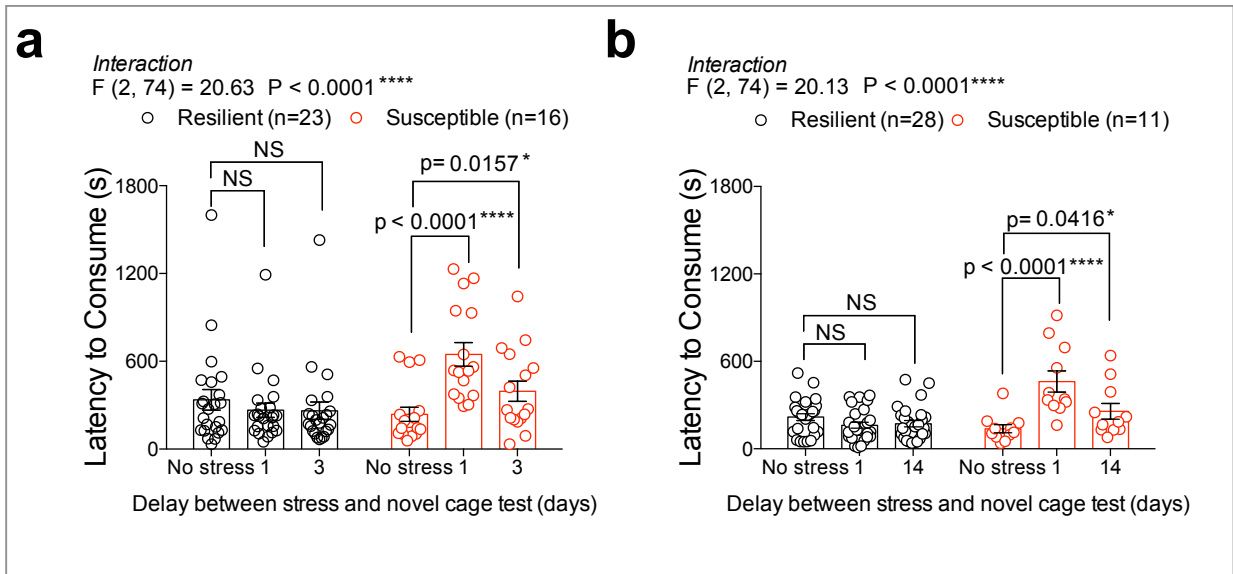 a
Interaction
F (2, 74) = 20.63 P < 0.0001 ****
Resilient (n=23) Susceptible (n=16)
NS
NS
p= 0.0157 *
p < 0.0001 ****
Latency to Consume (s)
1800
1200
600
0
No stress 1 3 No stress 1 3
Delay between stress and novel cage test (days)
b
Interaction
F (2, 74) = 20.13 P < 0.0001 ****
Resilient (n=28) Susceptible (n=11)
p= 0.0416 *
p < 0.0001 ****
NS
NS
Latency to Consume (s)
1800
1200
600
0
No stress 1 14 No stress 1 14
Delay between stress and novel cage test (days)